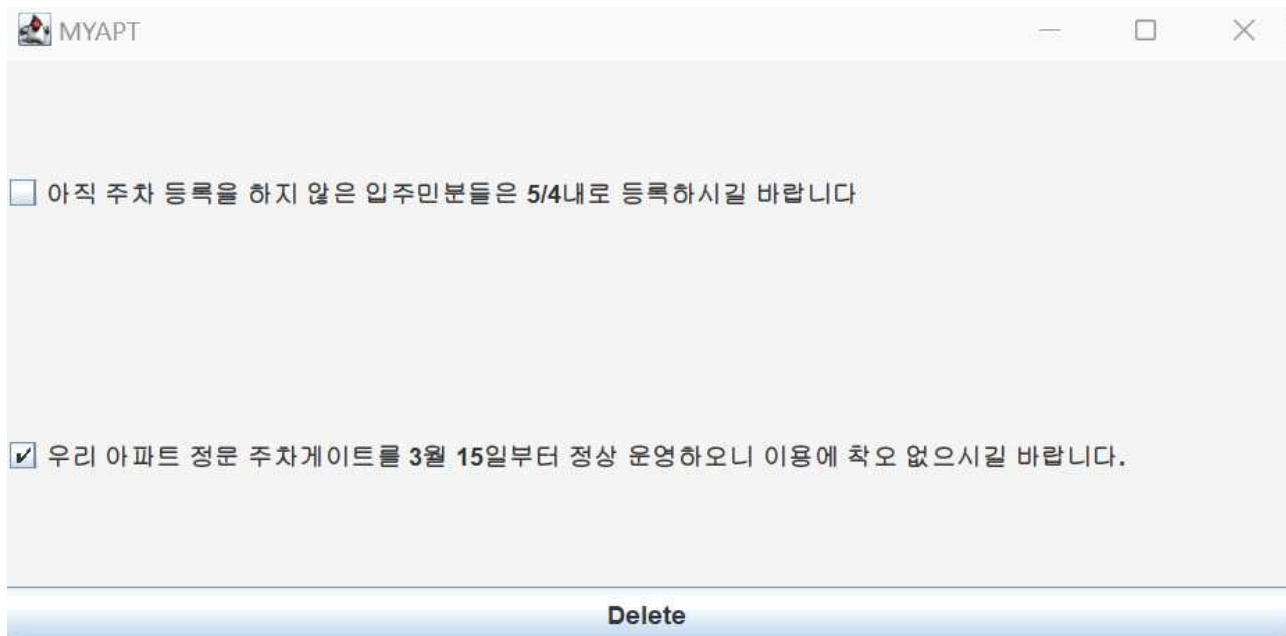 MYAPT
아직 주차 등록을 하지 않은 입주민분들은 5/4내로 등록하시길 바랍니다
우리 아파트 정문 주차게이트를 3월 15일부터 정상 운영하오니 이용에 착오 없으시길 바랍니다.
Delete